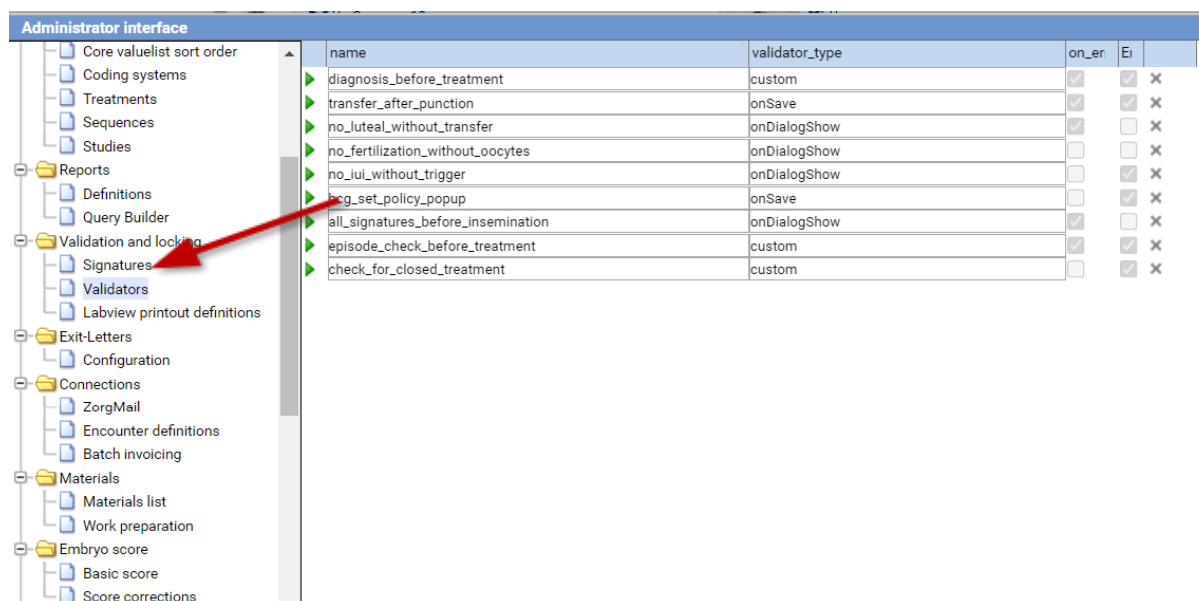 Administrator interface
Core valuelist sort order
Coding systems
Treatments
Sequences
Studies
Reports
Definitions
Query Builder
Validation and locking
Signatures
Validators
Labview printout definitions
Exit-Letters
Configuration
Connections
ZorgMail
Encounter definitions
Batch invoicing
Materials
Materials list
Work preparation
Embryo score
Basic score
Score corrections
name validator_type on_en Ei
diagnosis_before_treatment custom
transfer_after_punction onSave
no_luteal_without_transfer onDialogShow
no_fertilization_without_oocytes onDialogShow
no_iui_without_trigger onDialogShow
hcg_set_policy_popup onSave
all_signatures_before_insemination onDialogShow
episode_check_before_treatment custom
check_for_closed_treatment custom